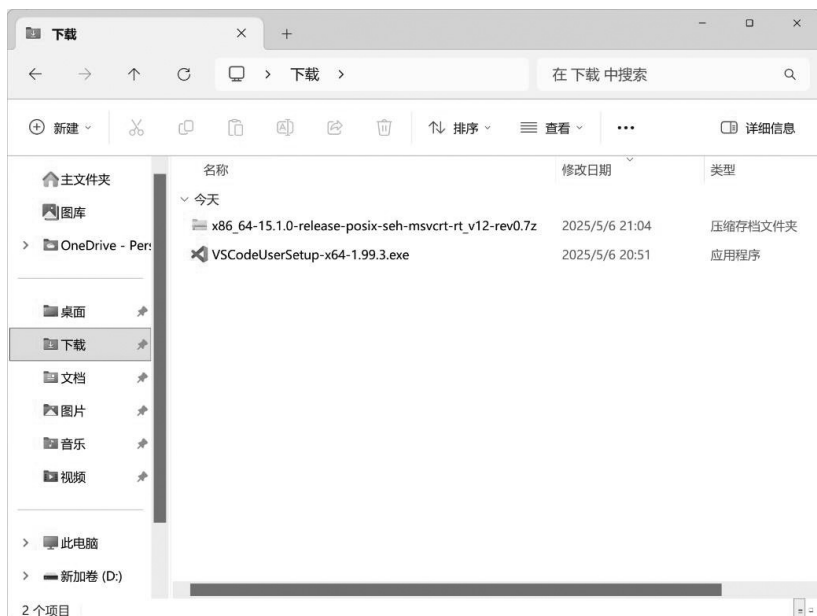 下载
下载
在 下载 中搜索
新建
排序
查看
详细信息
名称
修改日期
类型
今天
x86_64-15.1.0-release-posix-seh-msvcrt-rt_v12-rev0.7z
2025/5/6 21:04
压缩存档文件夹
VSCodeUserSetup-x64-1.99.3.exe
2025/5/6 20:51
应用程序
主文件夹
图库
OneDrive - Pers
桌面
下载
文档
图片
音乐
视频
此电脑
新加卷 (D:)
2 个项目